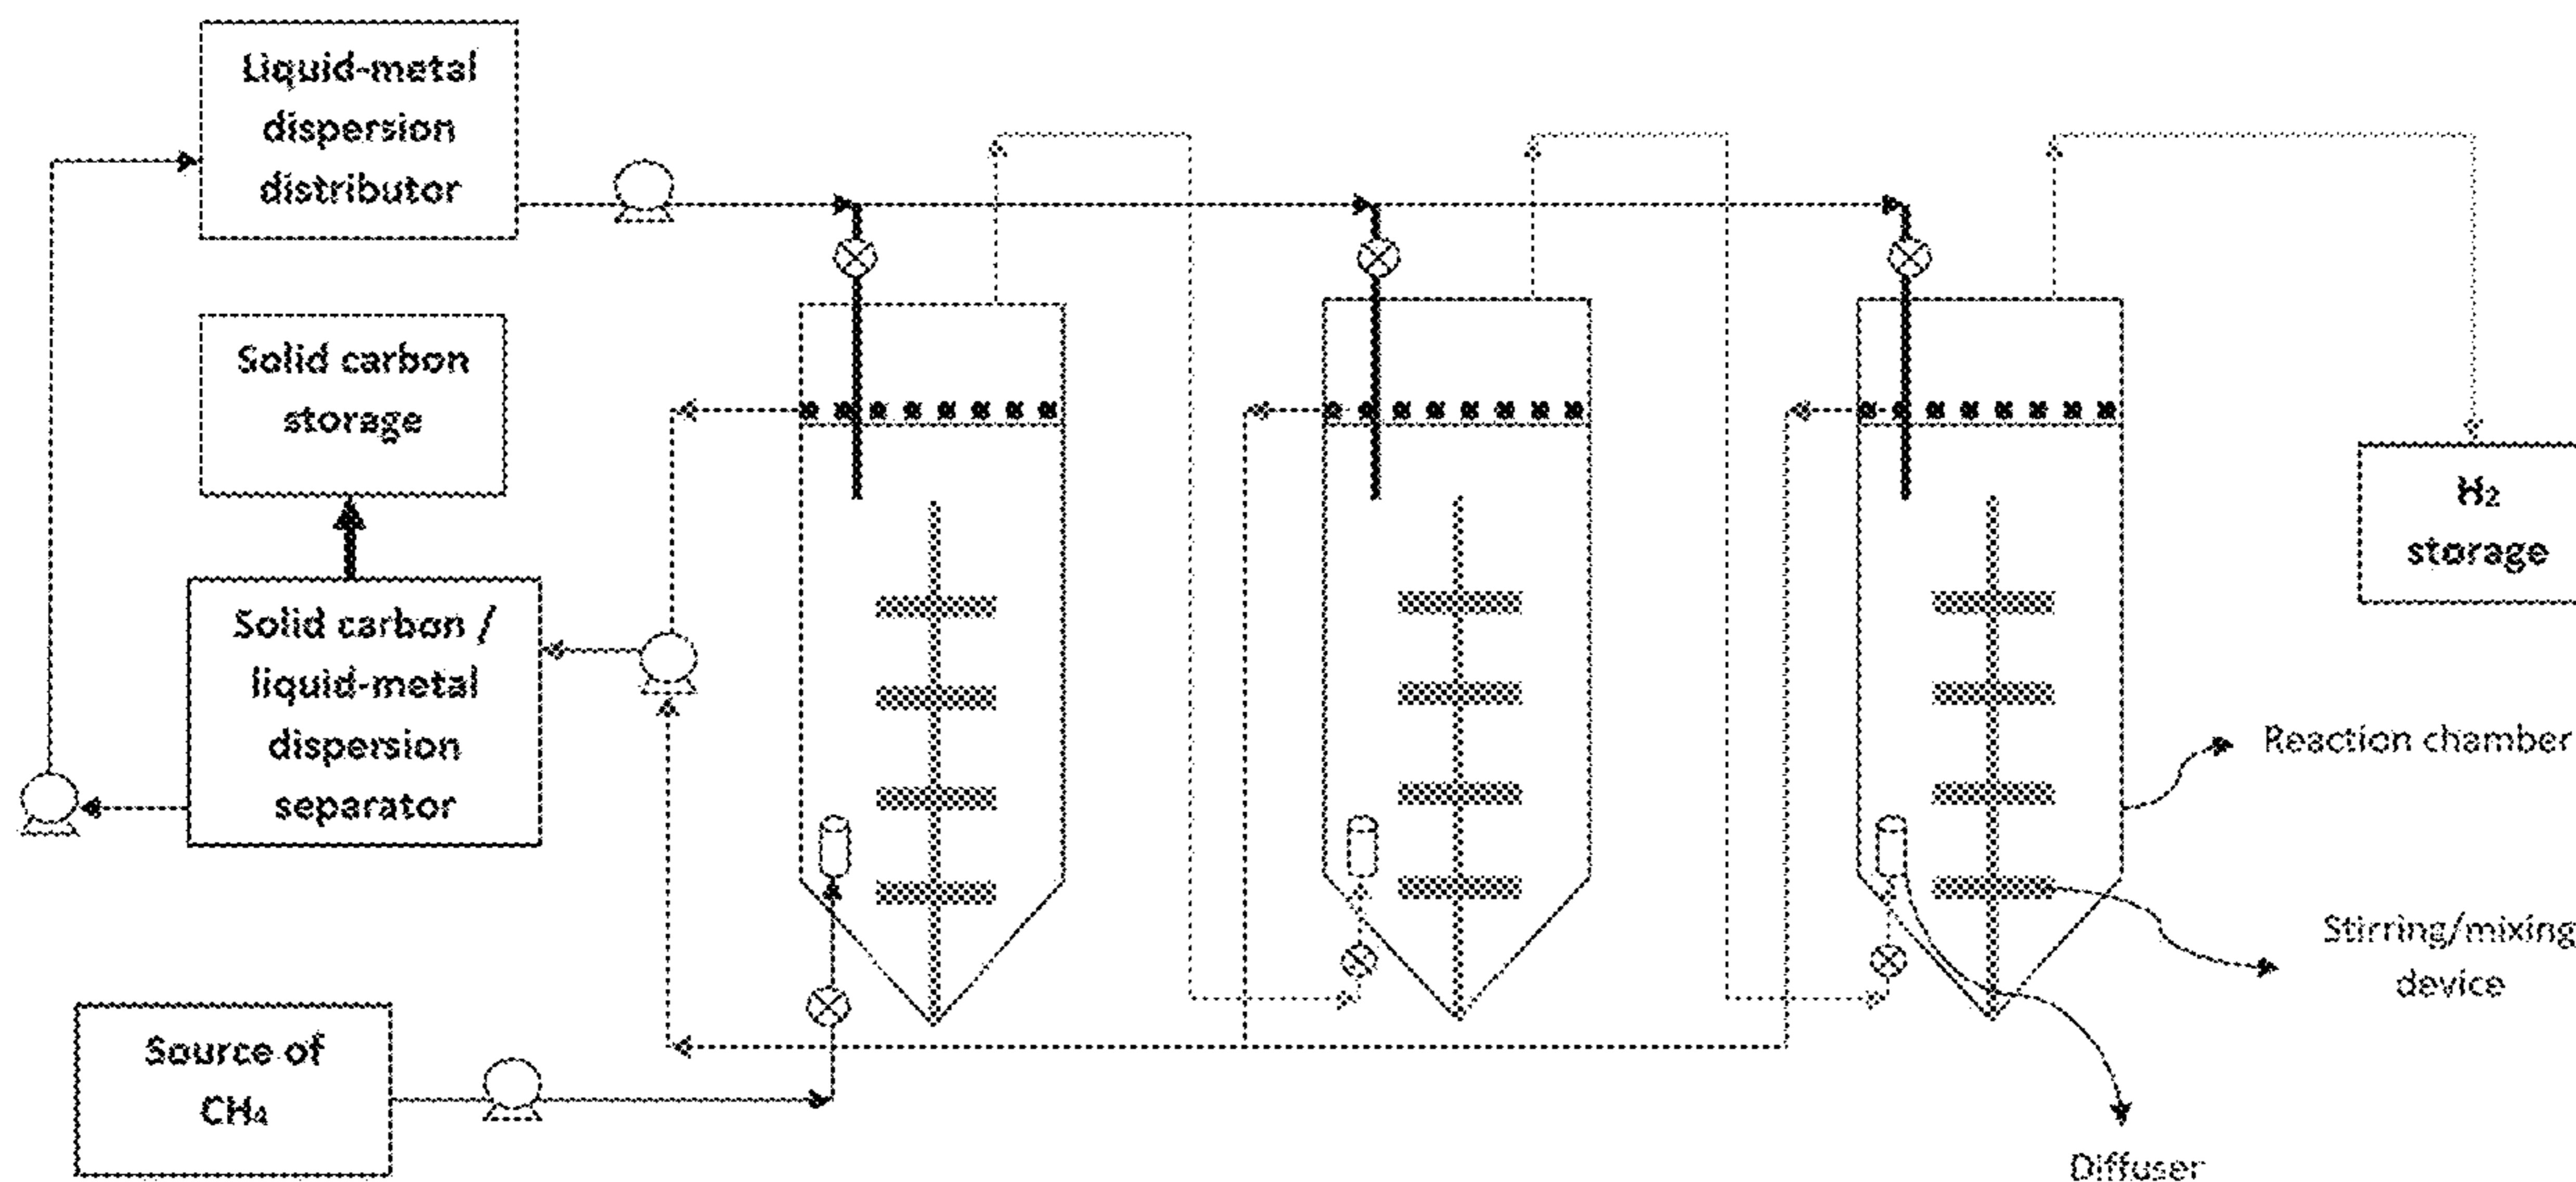 Liquid-metal
dispersion
distributor
Solid carbon
storage
Solid carbon /
liquid-metal
dispersion
separator
Source of
CH₄
H₂
storage
Reaction chamber
Stirring/mixing
device
Diffuser